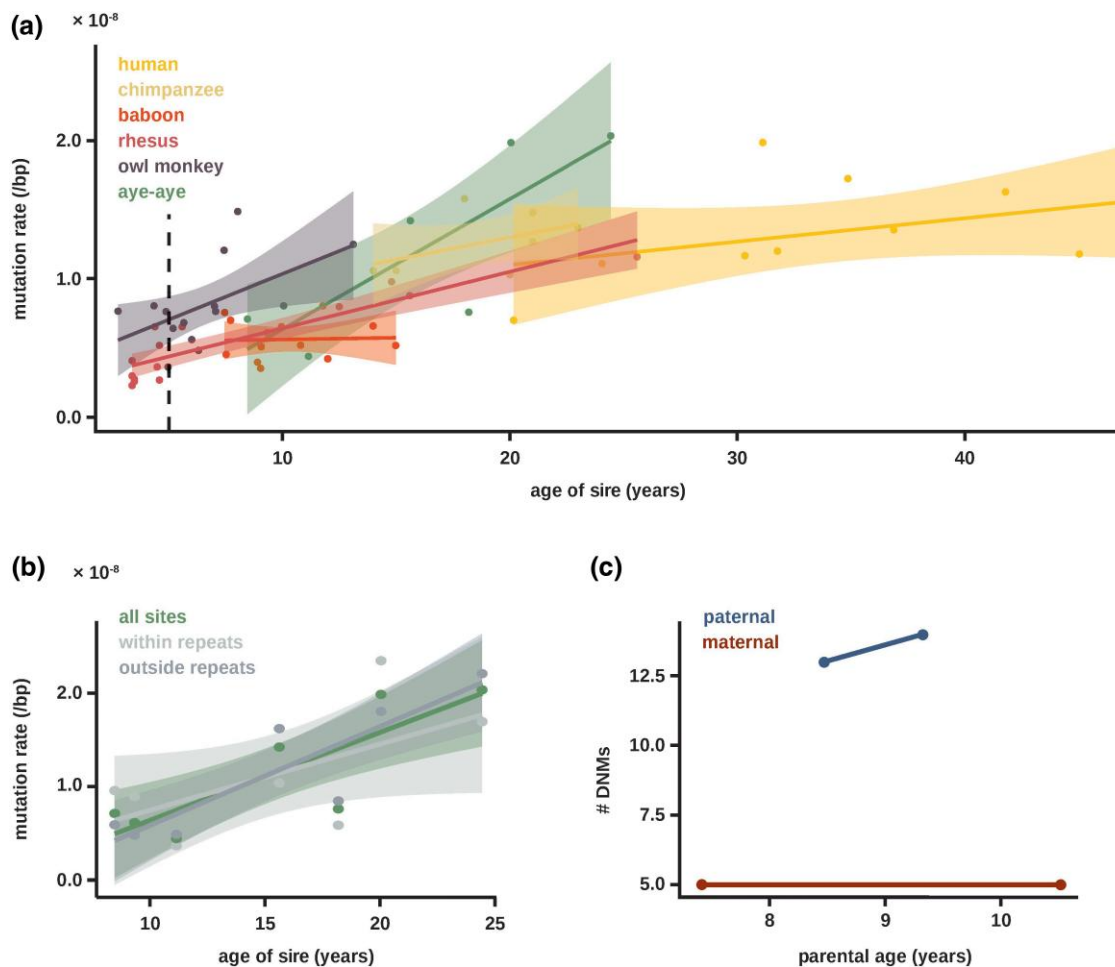 (a)
× 10⁻⁸
human
chimpanzee
baboon
rhesus
owl monkey
aye-aye
mutation rate (/bp)
2.0
1.0
0.0
10 20 30 40
age of sire (years)
(b)
× 10⁻⁸
all sites
within repeats
outside repeats
mutation rate (/bp)
2.0
1.0
0.0
10 15 20 25
age of sire (years)
(c)
paternal
maternal
# DNMs
12.5
10.0
7.5
5.0
8 9 10
parental age (years)